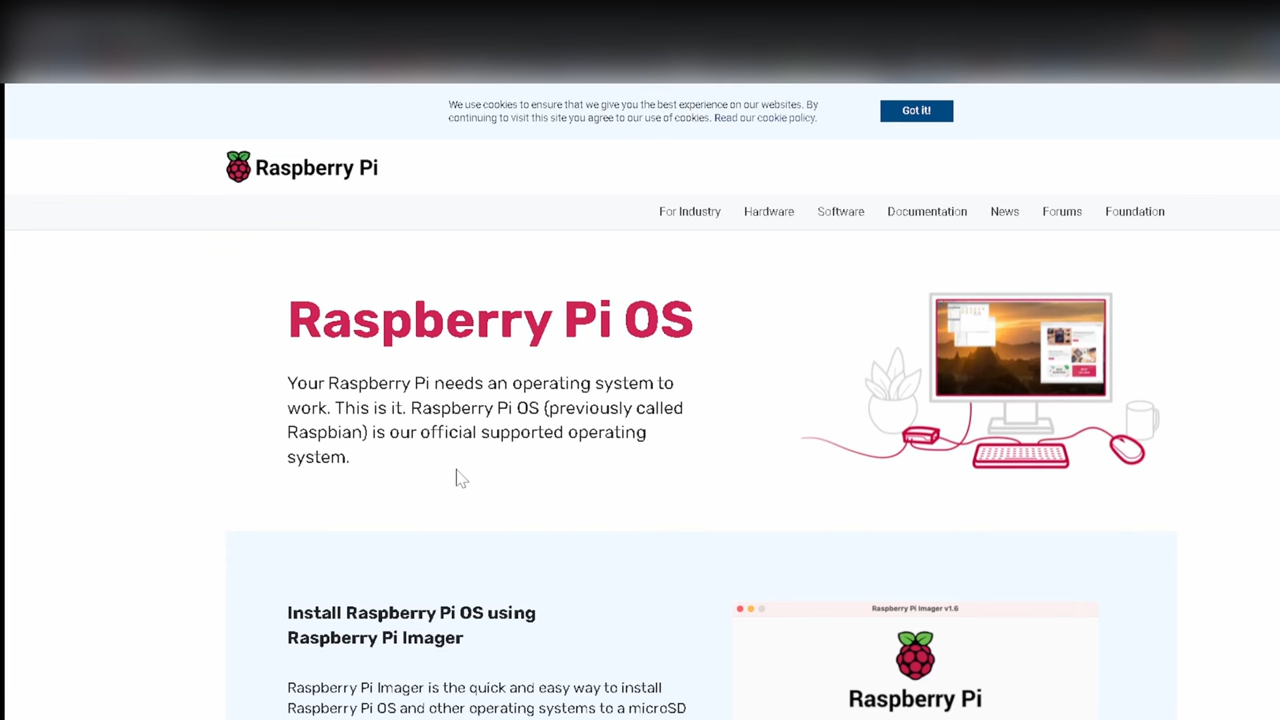 We use cookies to ensure that we give you the best experience on our websites. By
continuing to visit this site you agree to our use of cookies. Read our cookie policy.
Got it!
Raspberry Pi
For Industry
Hardware
Software
Documentation
News
Forums
Foundation
Raspberry Pi OS
Your Raspberry Pi needs an operating system to
work. This is it. Raspberry Pi OS (previously called
Raspbian) is our official supported operating
system.
Install Raspberry Pi OS using
Raspberry Pi Imager
Raspberry Pi Imager is the quick and easy way to install
Raspberry Pi OS and other operating systems to a microSD
Raspberry Pi Imager v1.6
Raspberry Pi